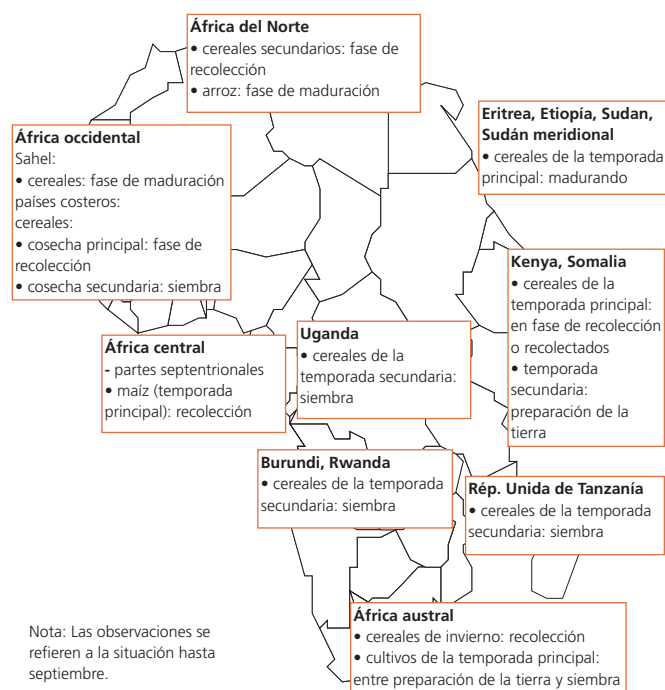 África del Norte
• cereales secundarios: fase de
recolección
• arroz: fase de maduración
Eritrea, Etiopía, Sudan,
Sudán meridional
• cereales de la temporada
principal: madurando
África occidental
Sahel:
• cereales: fase de maduración
países costeros:
cereales:
• cosecha principal: fase de
recolección
• cosecha secundaria: siembra
Kenya, Somalia
• cereales de la
temporada principal:
en fase de recolección
o recolectados
• temporada
secundaria:
preparación de la
tierra
Uganda
• cereales de la
temporada secundaria:
siembra
África central
- partes septentrionales
• maíz (temporada
principal): recolección
Burundi, Rwanda
• cereales de la temporada
secundaria: siembra
Rép. Unida de Tanzanía
• cereales de la temporada
secundaria: siembra
África austral
• cereales de invierno: recolección
• cultivos de la temporada principal:
entre preparación de la tierra y siembra
Nota: Las observaciones se
refieren a la situación hasta
septiembre.